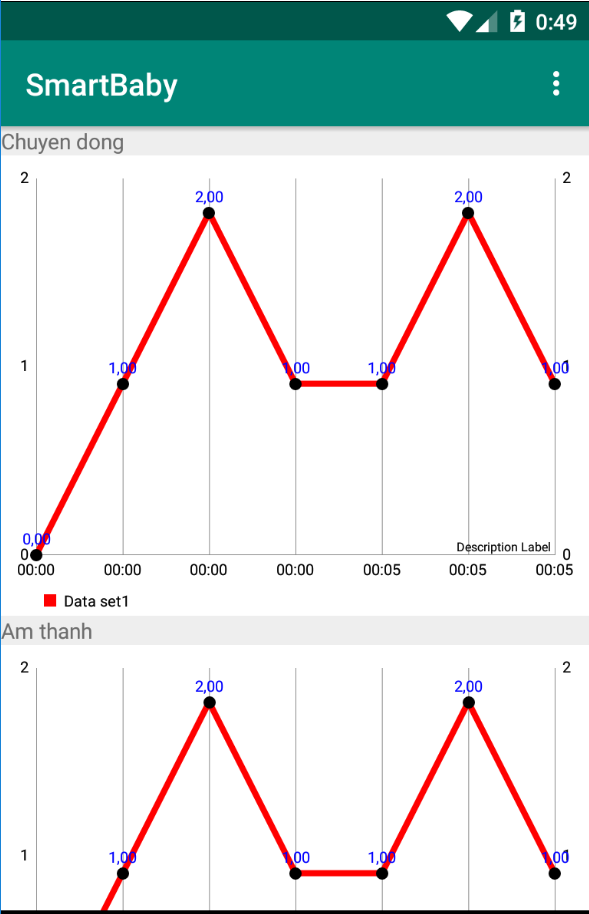 0:49
SmartBaby
Chuyen dong
2 2
2,00 2,00
1 1,00 1,00 1,00 1,00 1
0,00
Description Label
0 0
00:00 00:00 00:00 00:00 00:05 00:05 00:05
Data set1
Am thanh
2 2
2,00 2,00
1 1,00 1,00 1,00 1,00 1